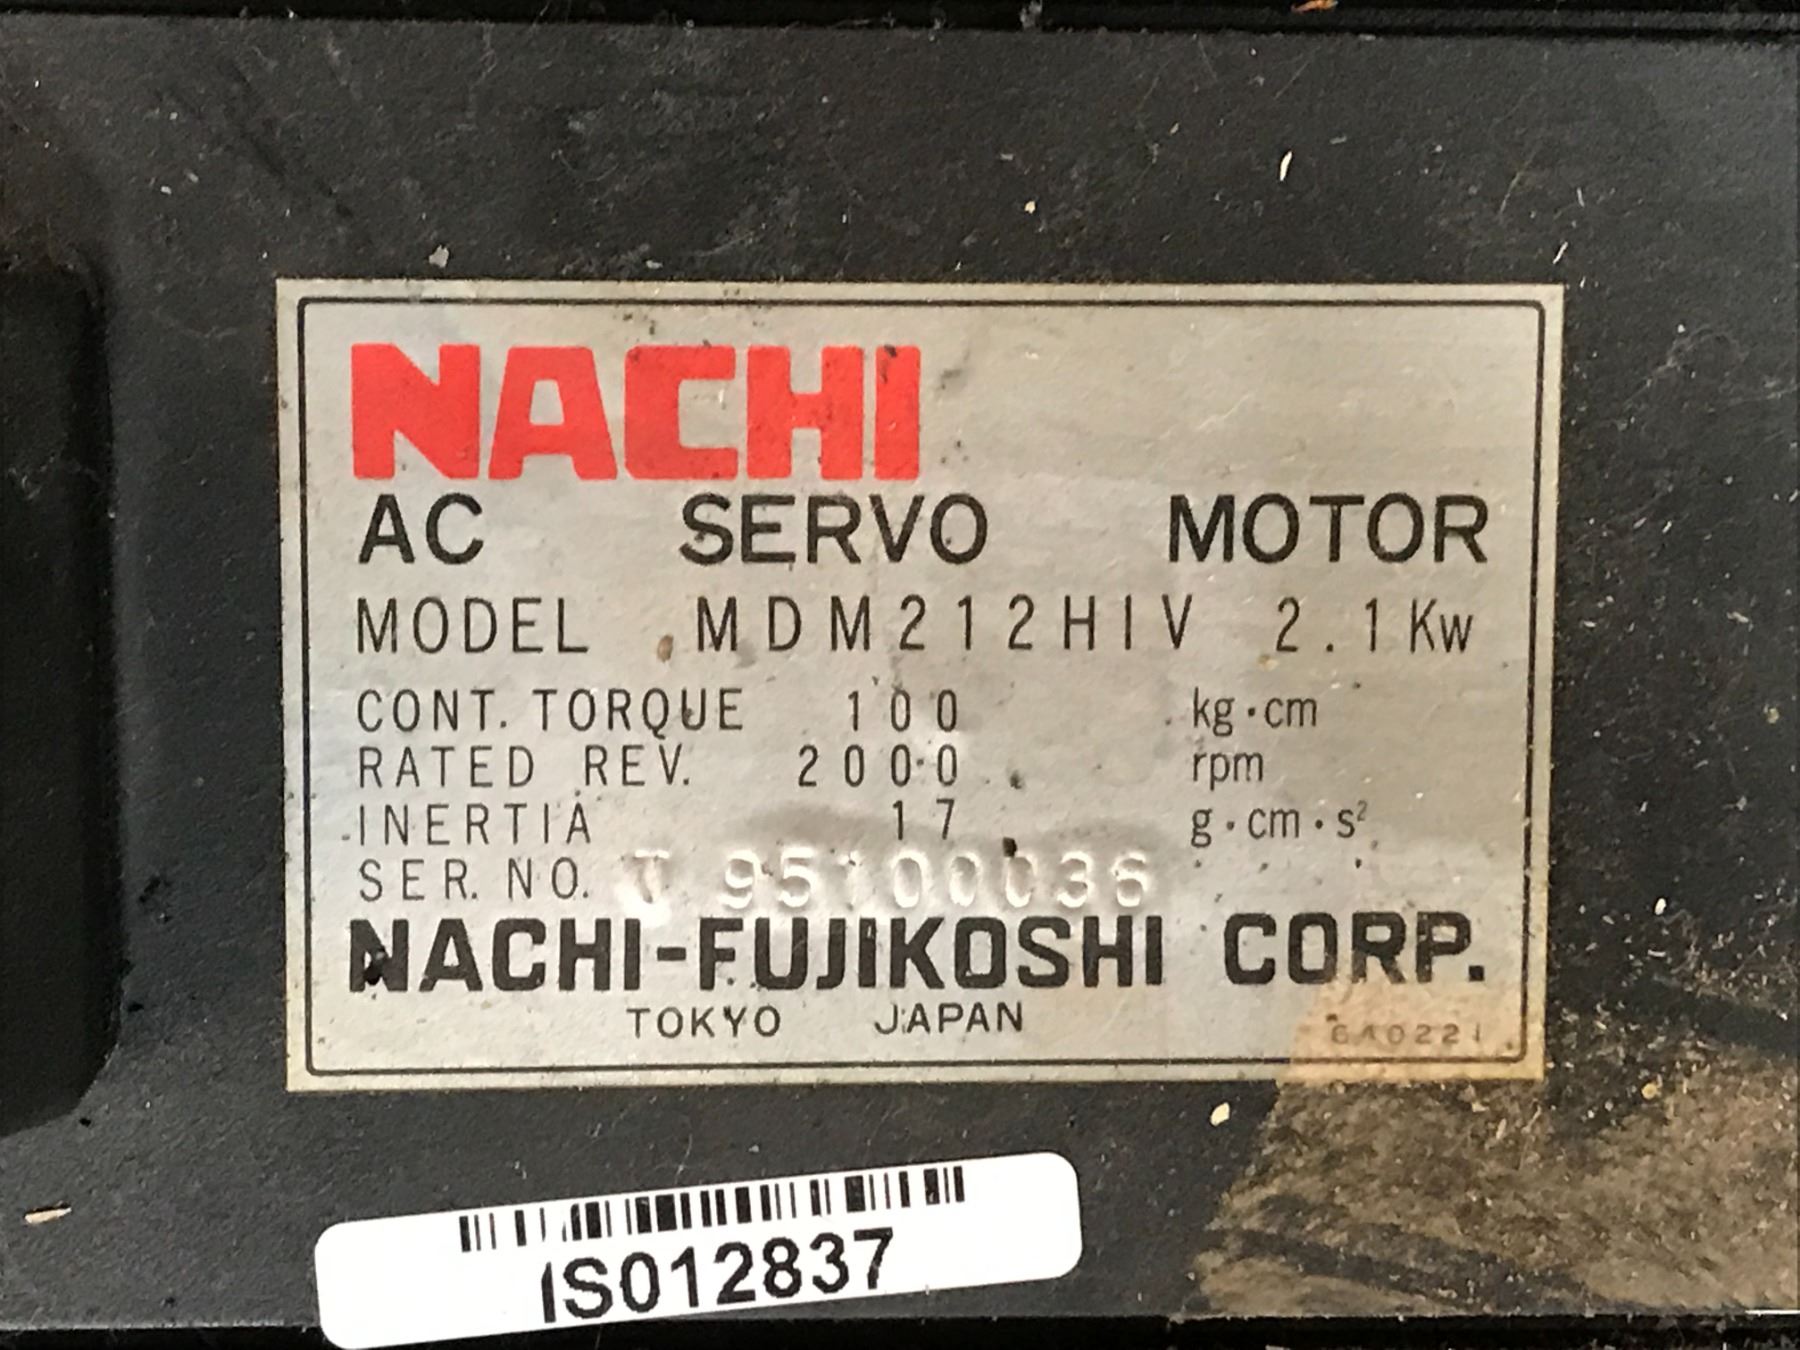 NACHI
AC SERVO MOTOR
MODEL MDM212HIV 2.1Kw
CONT. TORQUE 100 kg·cm
RATED REV. 2000 rpm
INERTIA 17 g·cm·s²
SER. NO. T 95100036
NACHI-FUJIKOSHI CORP.
TOKYO JAPAN
6A0221
IS012837